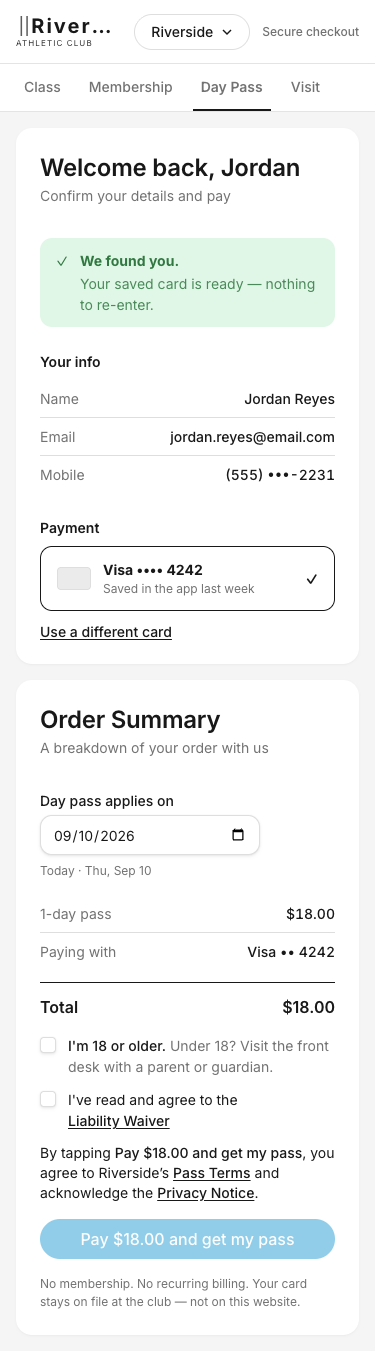 ||River…
ATHLETIC CLUB
Riverside
Secure checkout
Class Membership Day Pass Visit
Welcome back, Jordan
Confirm your details and pay
✓ We found you.
Your saved card is ready — nothing
to re-enter.
Your info
Name Jordan Reyes
Email jordan.reyes@email.com
Mobile (555) •••-2231
Payment
Visa •••• 4242
Saved in the app last week
Use a different card
Order Summary
A breakdown of your order with us
Day pass applies on
09/10/2026
Today · Thu, Sep 10
1-day pass $18.00
Paying with Visa •• 4242
Total $18.00
I'm 18 or older. Under 18? Visit the front
desk with a parent or guardian.
I've read and agree to the
Liability Waiver
By tapping Pay $18.00 and get my pass, you
agree to Riverside’s Pass Terms and
acknowledge the Privacy Notice.
Pay $18.00 and get my pass
No membership. No recurring billing. Your card
stays on file at the club — not on this website.